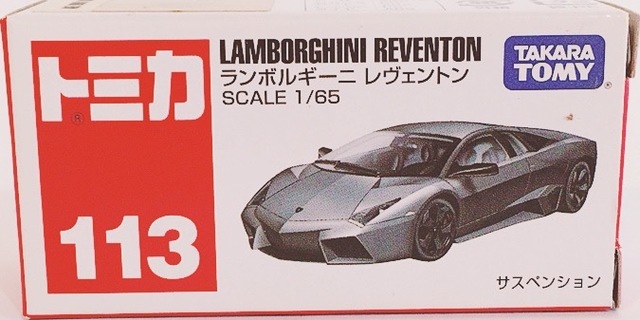 トミカ
®
113
LAMBORGHINI REVENTON
ランボルギーニ レヴェントン
SCALE 1/65
TAKARA
TOMY
®
サスペンション